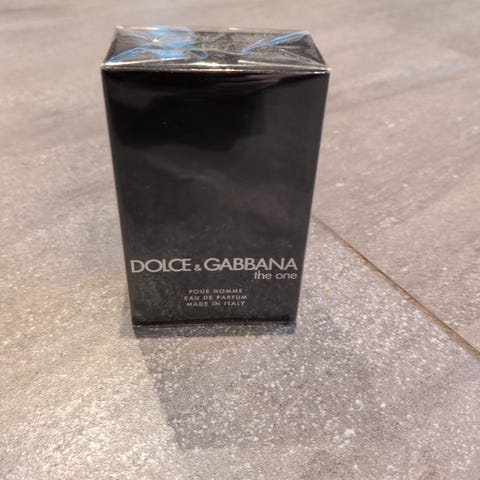 DOLCE & GABBANA
the one
POUR HOMME
EAU DE PARFUM
MADE IN ITALY